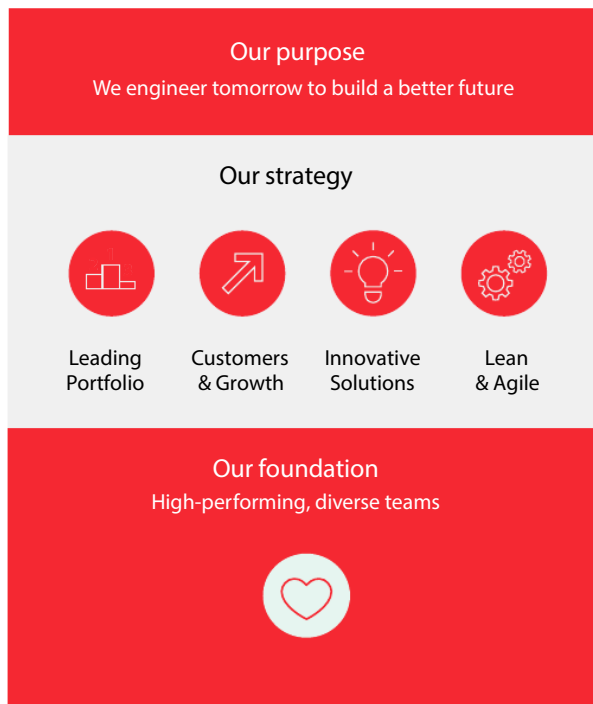 Our purpose
We engineer tomorrow to build a better future
Our strategy
Leading Portfolio
Customers & Growth
Innovative Solutions
Lean & Agile
Our foundation
High-performing, diverse teams